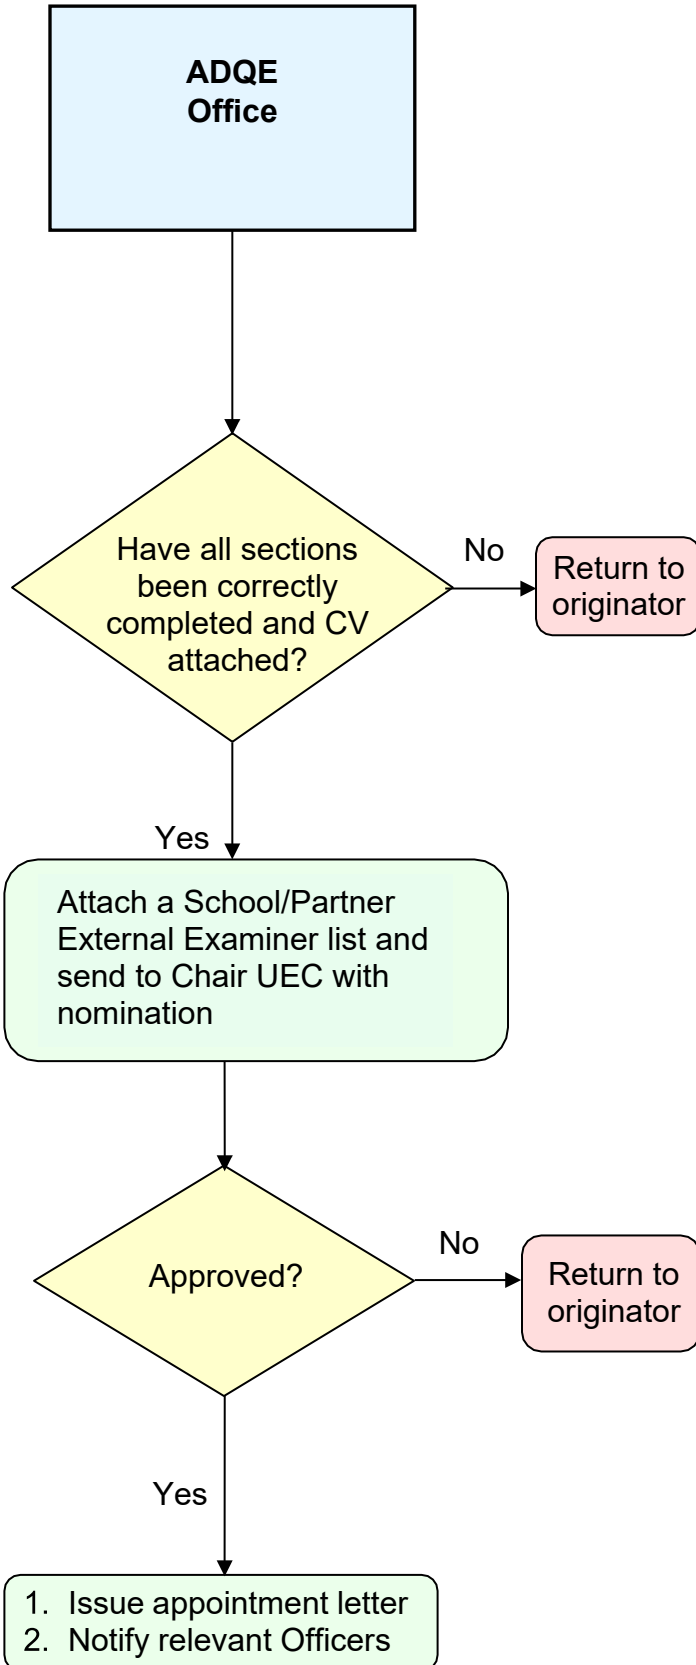 ADQE
Office
Have all sections
been correctly
completed and CV
attached?
No
Return to
originator
Yes
Attach a School/Partner
External Examiner list and
send to Chair UEC with
nomination
Approved?
No
Return to
originator
Yes
1. Issue appointment letter
2. Notify relevant Officers